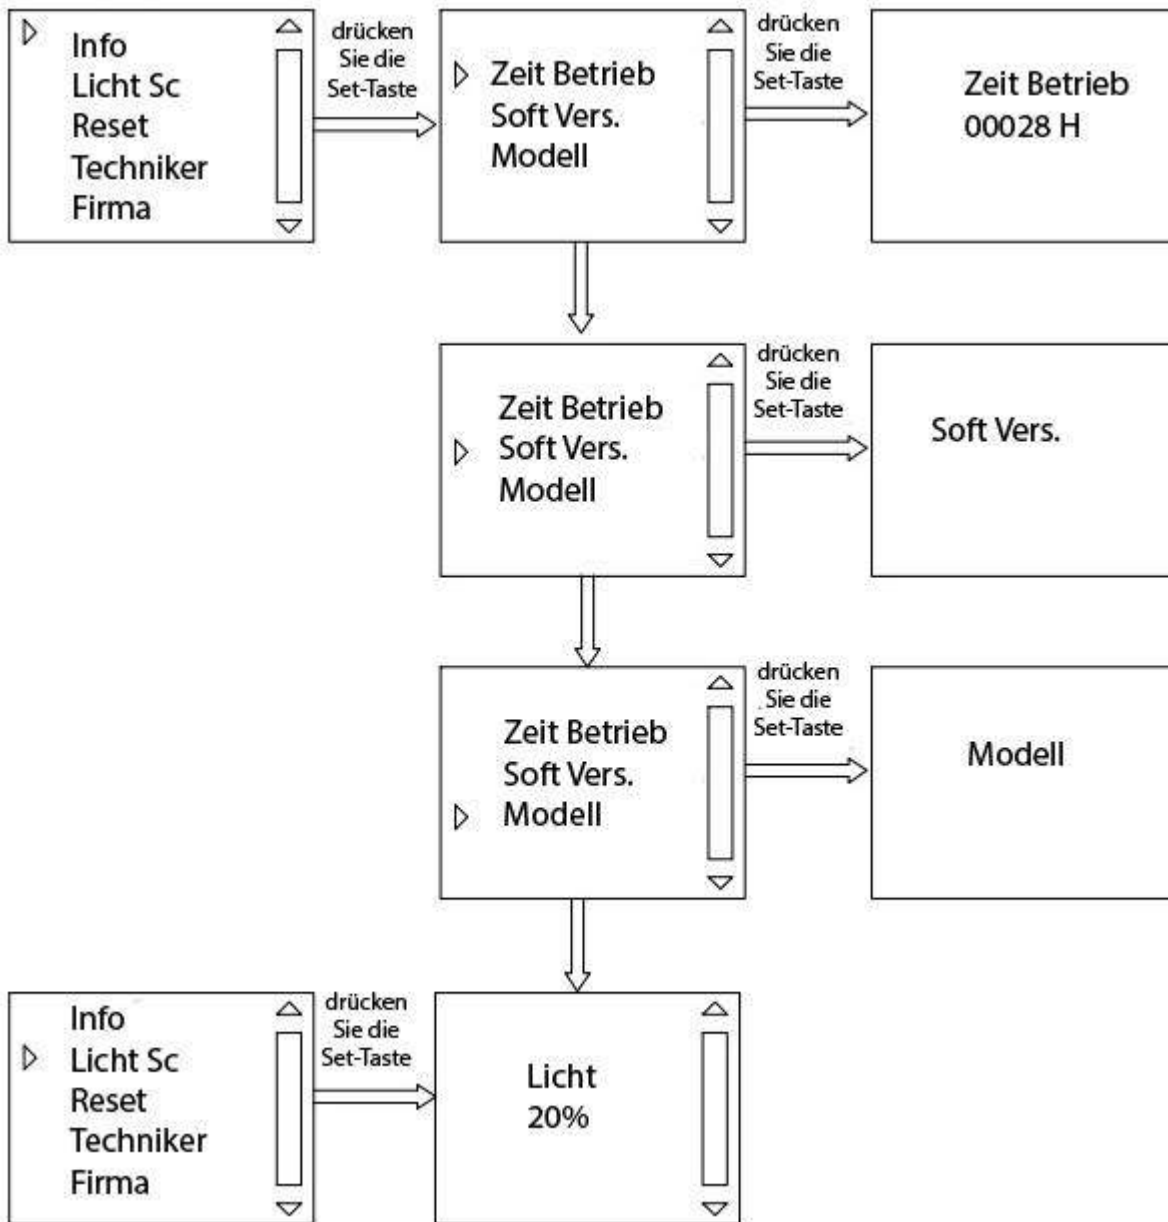 Info
Licht Sc
Reset
Techniker
Firma
drücken
Sie die
Set-Taste
Zeit Betrieb
Soft Vers.
Modell
drücken
Sie die
Set-Taste
Zeit Betrieb
00028 H
Zeit Betrieb
Soft Vers.
Modell
drücken
Sie die
Set-Taste
Soft Vers.
Zeit Betrieb
Soft Vers.
Modell
drücken
Sie die
Set-Taste
Modell
Info
Licht Sc
Reset
Techniker
Firma
drücken
Sie die
Set-Taste
Licht
20%